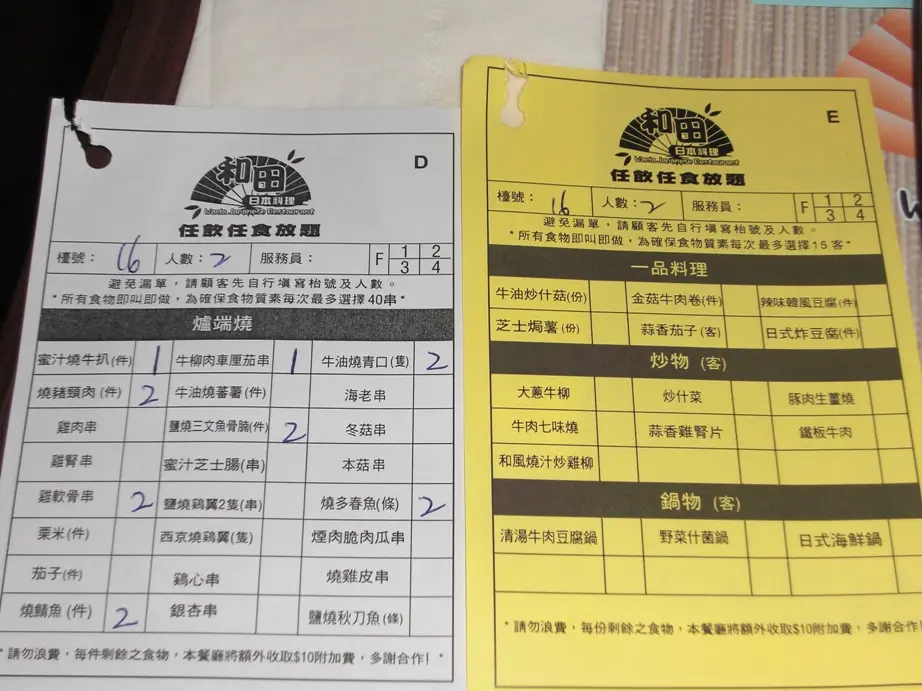 D
和田
日本料理
Wada Japanese Restaurant
任飲任食放題
檯號： 16 人數： 2 服務員： F 1 2 3 4
避免漏單，請顧客先自行填寫枱號及人數。
*所有食物即叫即做，為確保食物質素每次最多選擇40串*
爐端燒
蜜汁燒牛扒(件) 1 牛柳肉車厘茄串 1 牛油燒青口(隻) 2
燒豬頸肉(件) 2 牛油燒蕃薯(件) 海老串
雞肉串 鹽燒三文魚骨腩(件) 2 冬菇串
雞腎串 蜜汁芝士腸(串) 本菇串
雞軟骨串 2 鹽燒鷄翼2隻(串) 燒多春魚(條) 2
粟米(件) 西京燒鷄翼(隻) 煙肉脆肉瓜串
茄子(件) 鷄心串 燒雞皮串
燒鯖魚(件) 2 銀杏串 鹽燒秋刀魚(條)
*請勿浪費，每件剩餘之食物，本餐廳將額外收取$10附加費，多謝合作！*
E
和田
日本料理
Wada Japanese Restaurant
任飲任食放題
檯號： 16 人數： 2 服務員： F 1 2 3 4
避免漏單，請顧客先自行填寫枱號及人數。
*所有食物即叫即做，為確保食物質素每次最多選擇15客*
一品料理
牛油炒什菇(份) 金菇牛肉卷(件) 辣味韓風豆腐(件)
芝士焗薯(份) 蒜香茄子(客) 日式炸豆腐(件)
炒物(客)
大蔥牛柳 炒什菜 豚肉生薑燒
牛肉七味燒 蒜香雞腎片 鐵板牛肉
和風燒汁炒雞柳
鍋物(客)
清湯牛肉豆腐鍋 野菜什菌鍋 日式海鮮鍋
*請勿浪費，每份剩餘之食物，本餐廳將額外收取$10附加費，多謝合作！